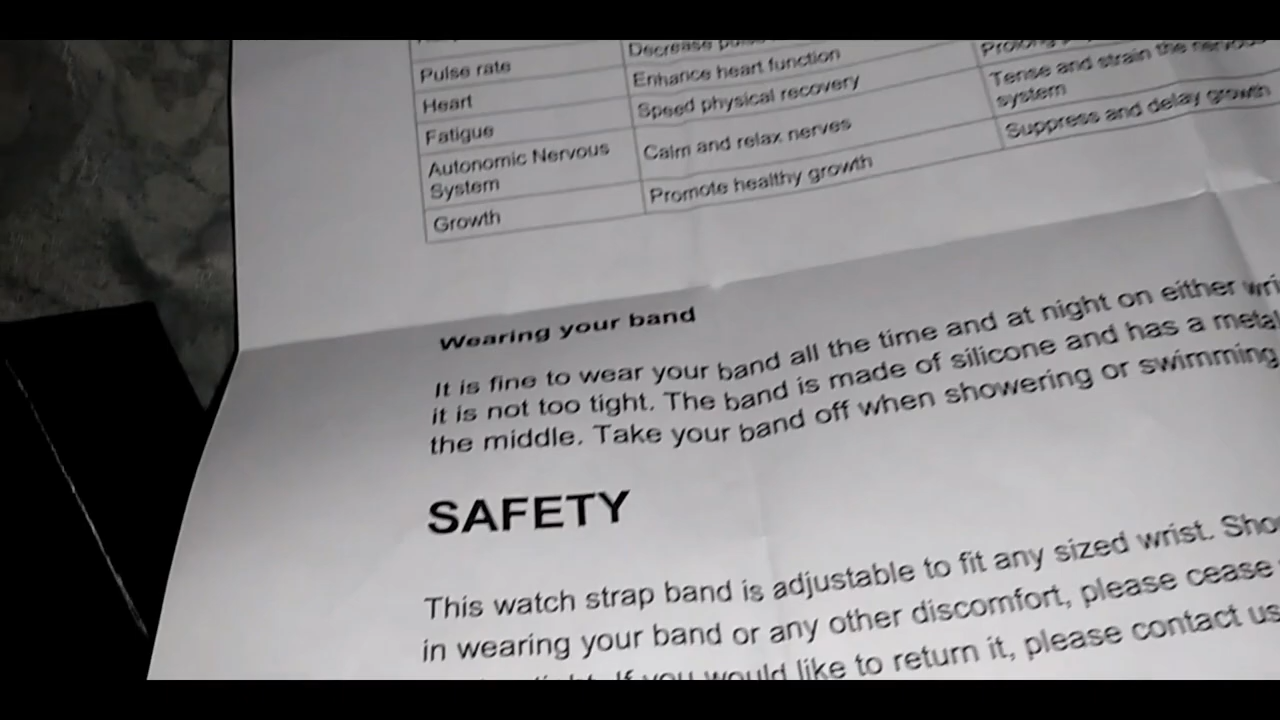 Decrease
Pulse rate Enhance heart function
Heart Speed physical recovery Tense and strain the nervous system
Fatigue
Autonomic Nervous System Calm and relax nerves Suppress and delay growth
Growth Promote healthy growth
Wearing your band
It is fine to wear your band all the time and at night on either
it is not too tight. The band is made of silicone and has a metal
the middle. Take your band off when showering or swimming
SAFETY
This watch strap band is adjustable to fit any sized wrist.
in wearing your band or any other discomfort, please cease
If you would like to return it, please contact us